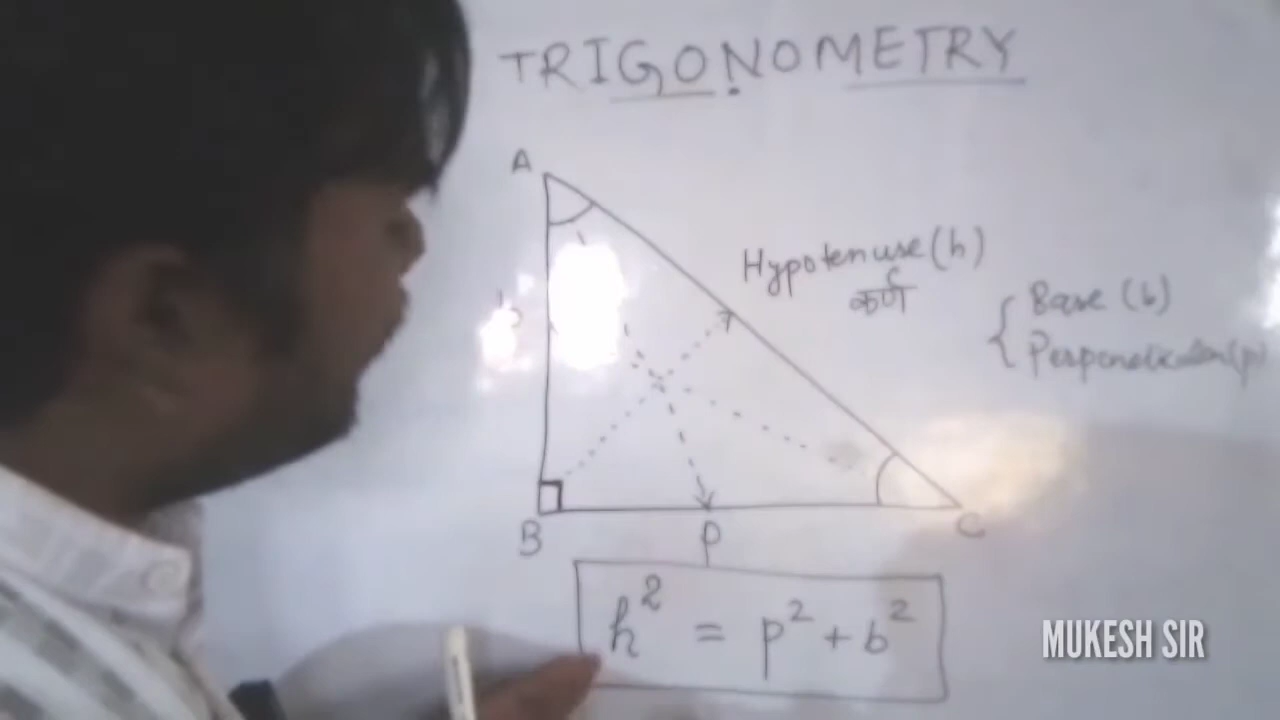 TRIGONOMETRY
A
Hypotenuse (h)
कर्ण
{ Base (b)
Perpendicular (p)
b
B
P
C
h² = p² + b²
MUKESH SIR